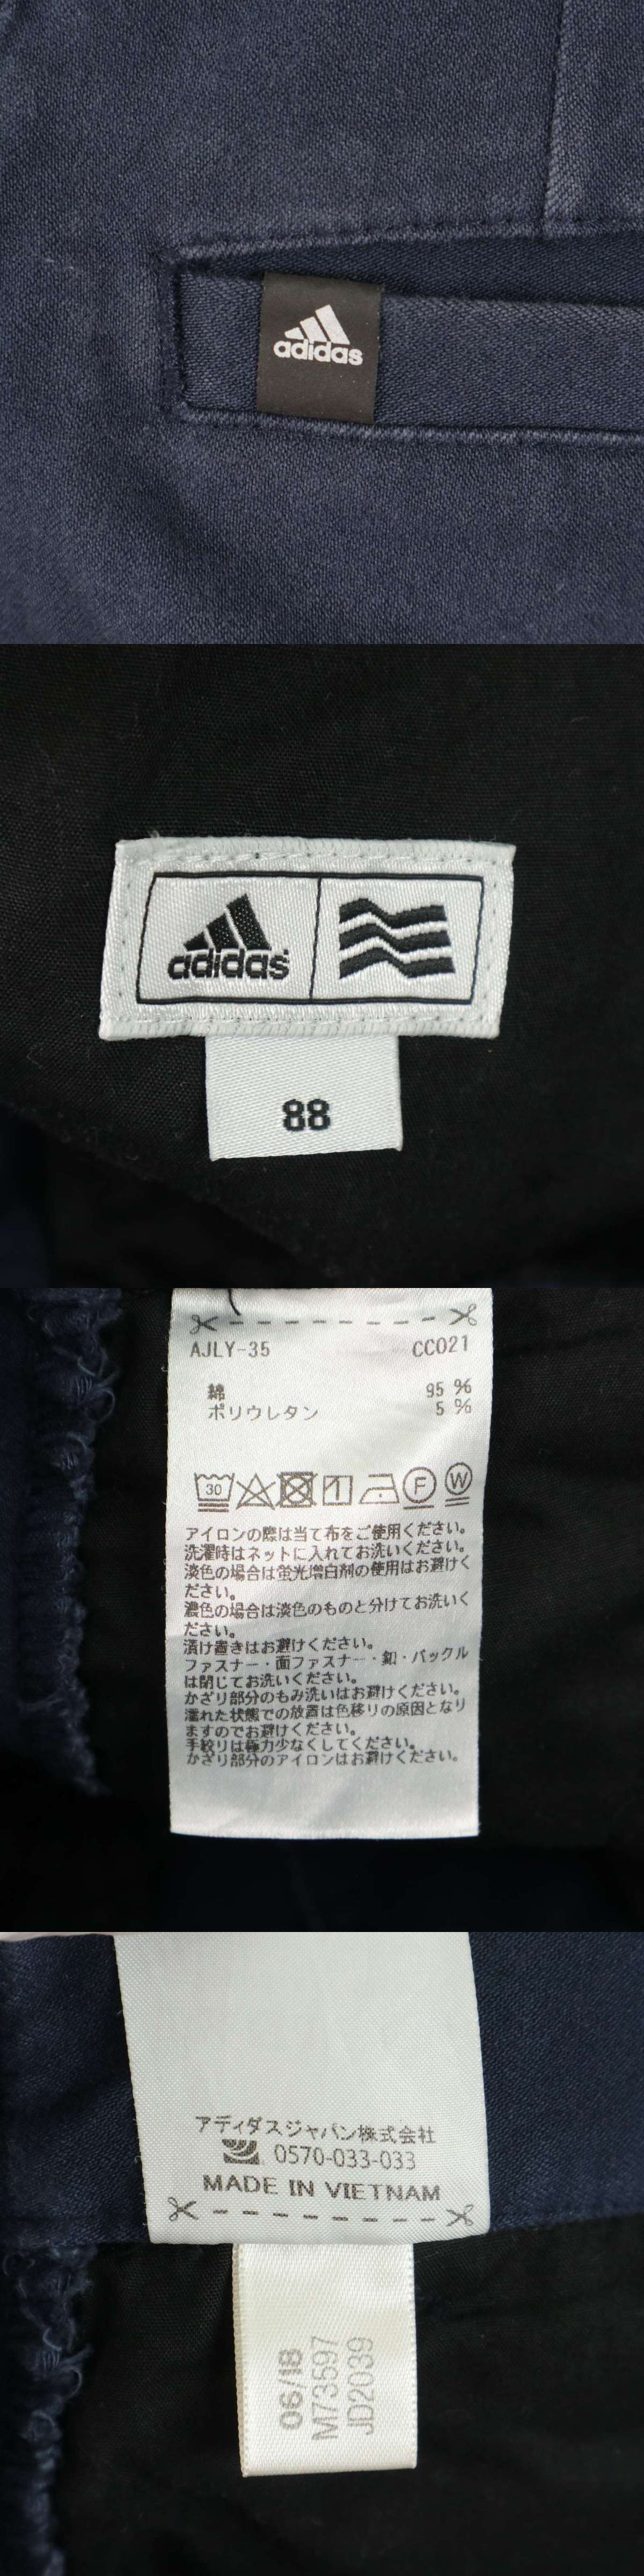 adidas
adidas
88
AJLY-35 CC021
綿 95 %
ポリウレタン 5 %
30
F W
アイロンの際は当て布をご使用ください。
洗濯時はネットに入れてお洗いください。
淡色の場合は蛍光増白剤の使用はお避けく
ださい。
濃色の場合は淡色のものと分けてお洗いく
ださい。
漬け置きはお避けください。
ファスナー・面ファスナー・釦・バックル
は閉じてお洗いください。
かざり部分のもみ洗いはお避けください。
濡れた状態での放置は色移りの原因となり
ますのでお避けください。
手絞りは極力少なくしてください。
かざり部分のアイロンはお避けください。
アディダスジャパン株式会社
0570-033-033
MADE IN VIETNAM
06/18
M73597
JD2039